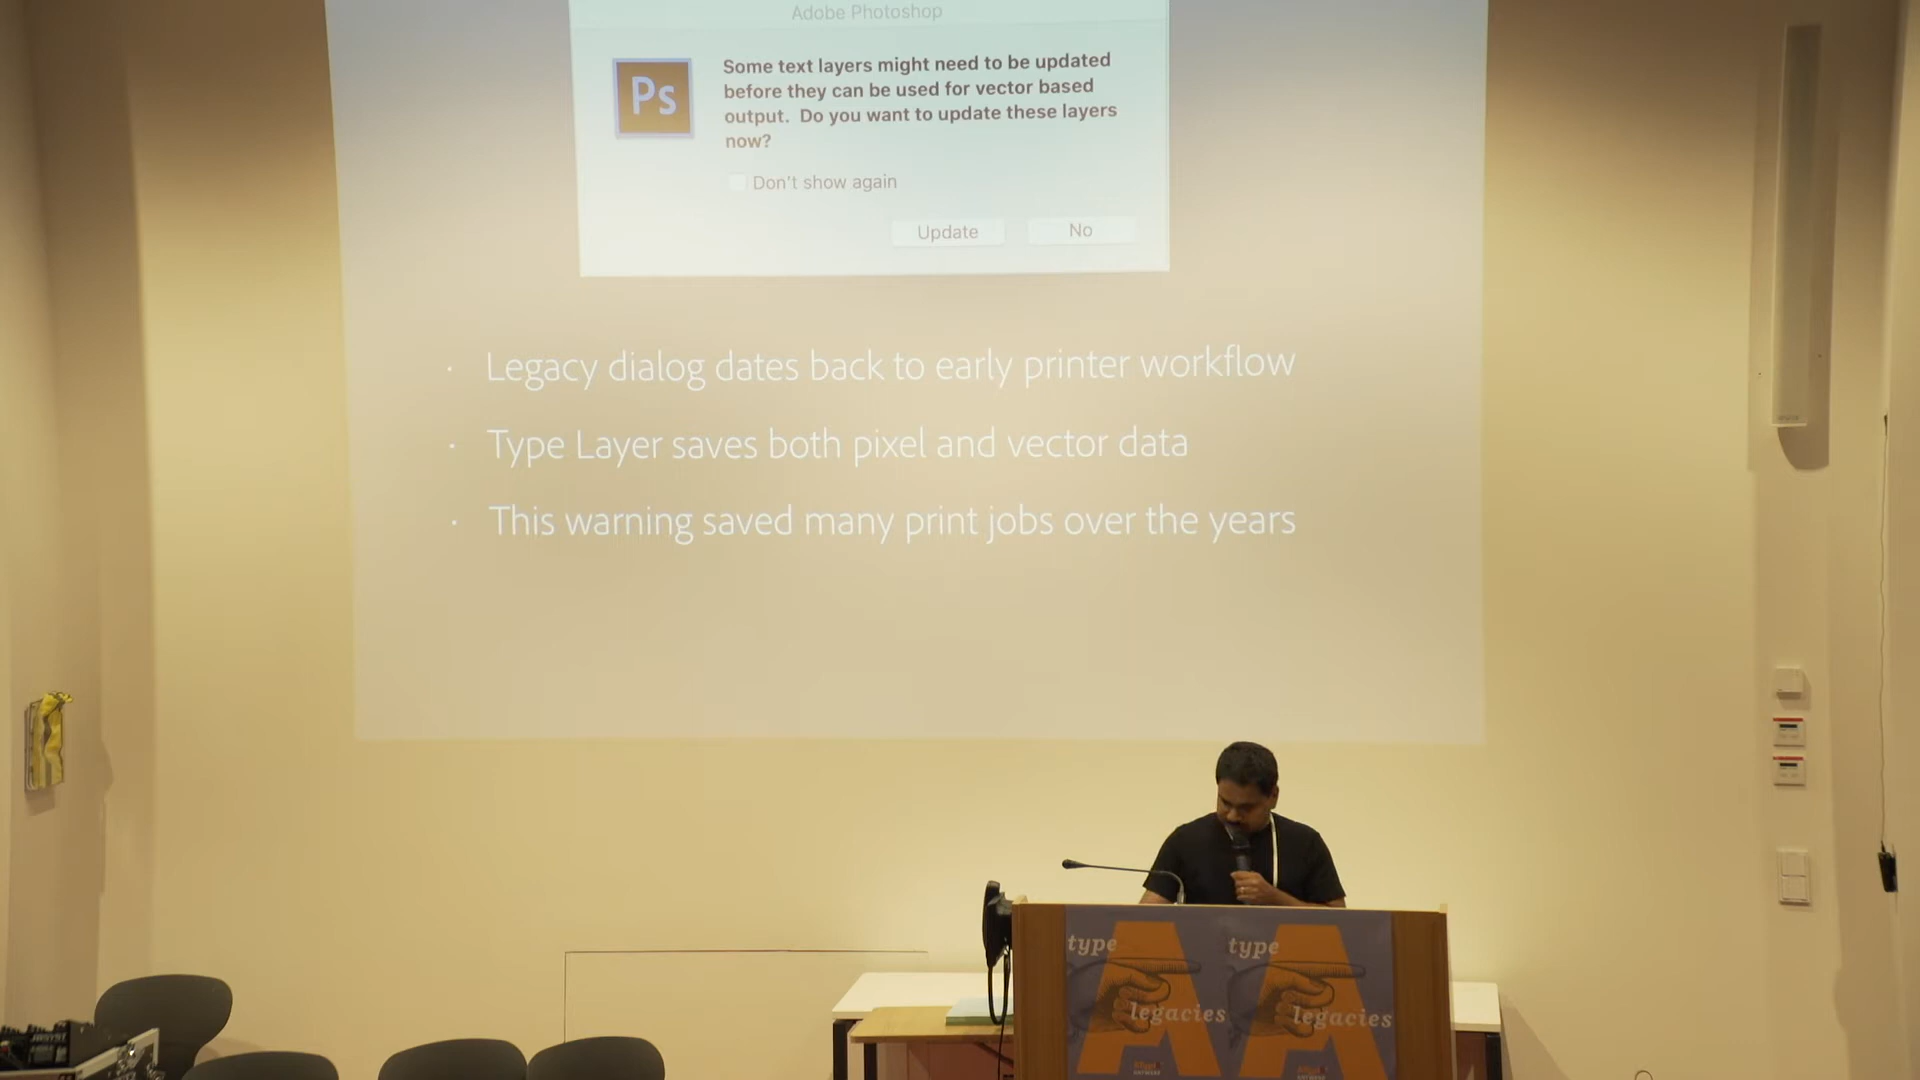 Adobe Photoshop
Ps
Some text layers might need to be updated
before they can be used for vector based
output. Do you want to update these layers
now?
Don't show again
Update
No
· Legacy dialog dates back to early printer workflow
· Type Layer saves both pixel and vector data
· This warning saved many print jobs over the years
type
legacies
type
legacies